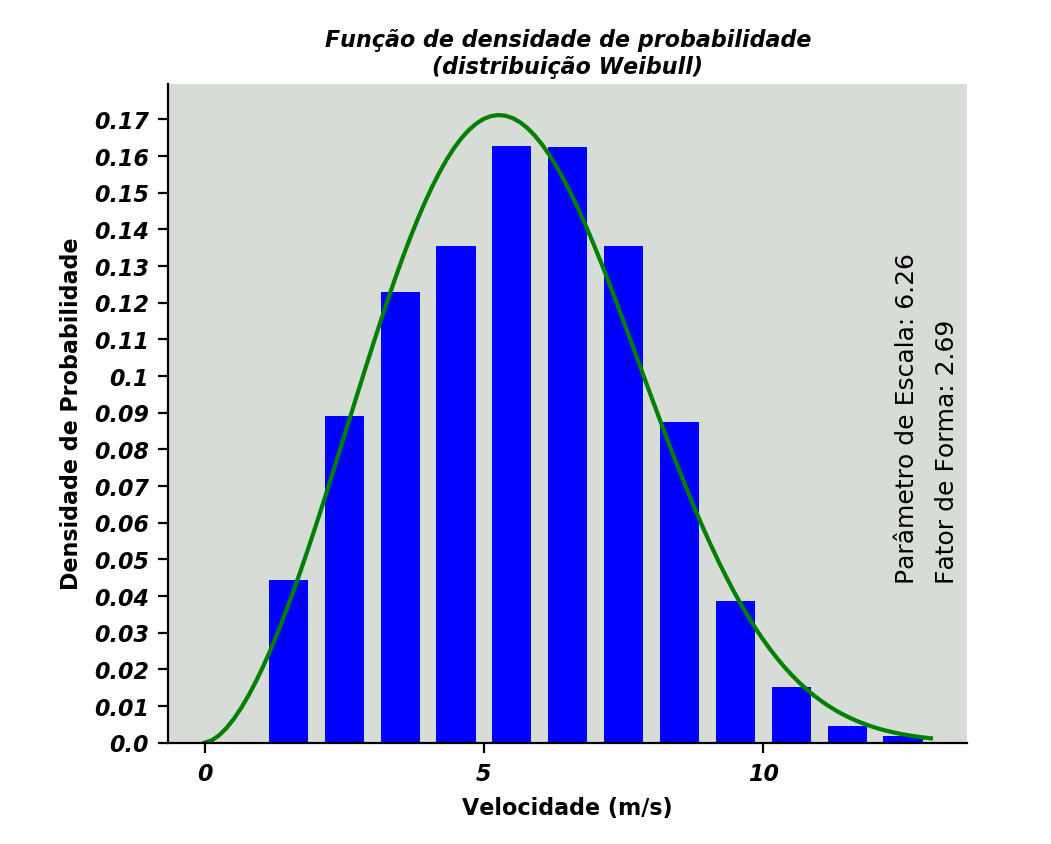 Função de densidade de probabilidade
(distribuição Weibull)
Densidade de Probabilidade
0.17
0.16
0.15
0.14
0.13
0.12
0.11
0.1
0.09
0.08
0.07
0.06
0.05
0.04
0.03
0.02
0.01
0.0
Parâmetro de Escala: 6.26
Fator de Forma: 2.69
0 5 10
Velocidade (m/s)